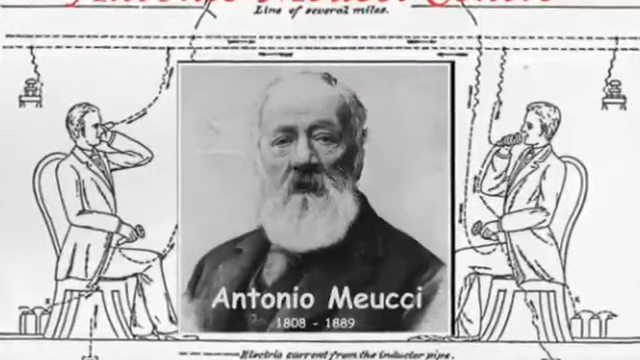 Line of several miles.
Antonio Meucci
1808 - 1889
Electric current from the inductor pipe.